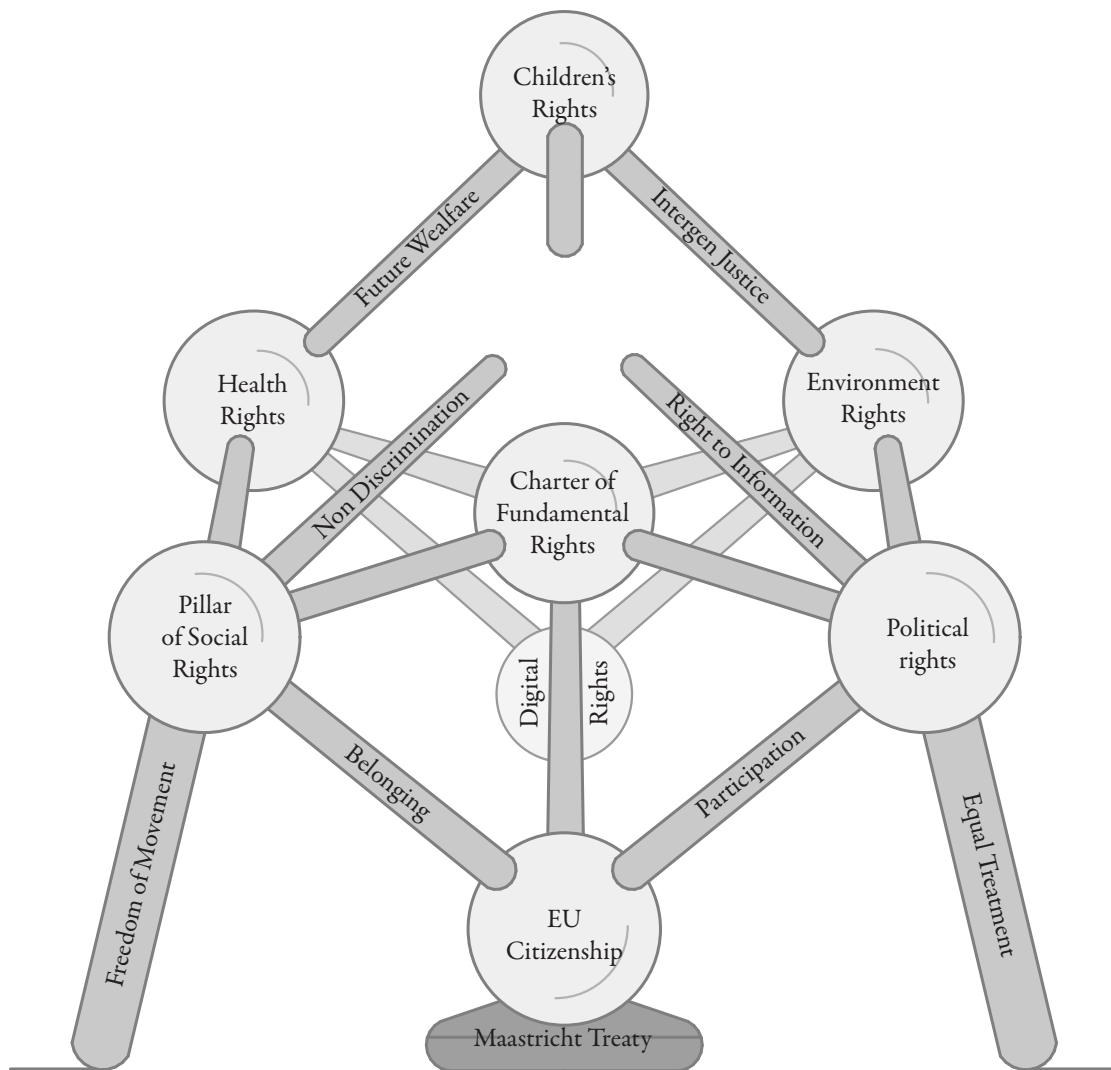 Children's
Rights
Future Wealfare
Intergen Justice
Health
Rights
Environment
Rights
Non Discrimination
Right to Information
Charter of
Fundamental
Rights
Pillar
of Social
Rights
Digital
Rights
Political
rights
Belonging
Participation
Freedom of Movement
Equal Treatment
EU
Citizenship
Maastricht Treaty